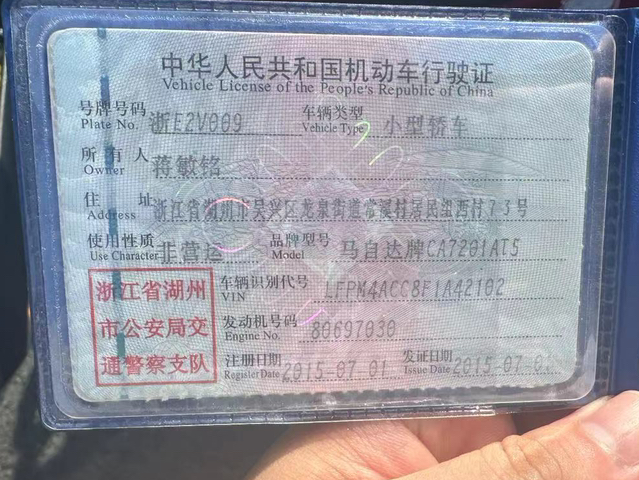 中华人民共和国机动车行驶证
Vehicle License of the People's Republic of China
号牌号码 浙E2V009 车辆类型 小型轿车
Plate No. Vehicle Type
所有人 蒋敏铭
Owner
住址 浙江省湖州市吴兴区龙泉街道常溪村居民组西村73号
Address
使用性质 非营运 品牌型号 马自达牌CA7201AT5
Use Character Model
浙江省湖州
市公安局交
通警察支队
车辆识别代号 LFPM4ACC8F1A42102
VIN
发动机号码 80697030
Engine No.
注册日期 2015-07-01 发证日期 2015-07-01
Register Date Issue Date